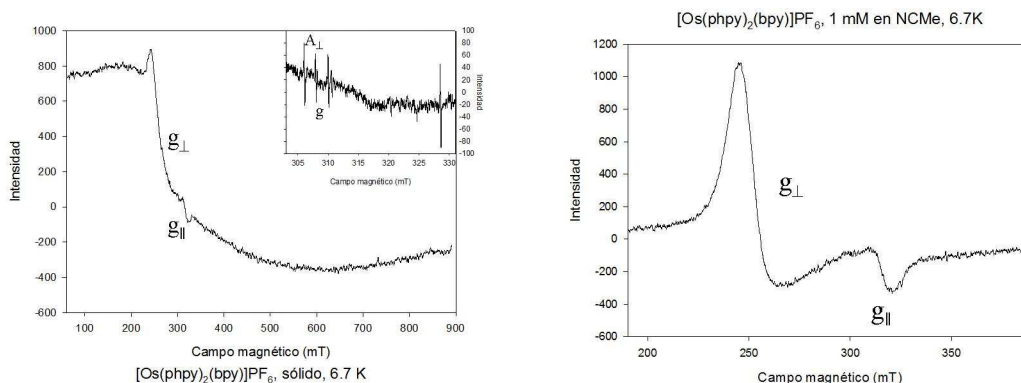 Intensidad
1000
800
600
400
200
0
-200
-400
-600
100 200 300 400 500 600 700 800 900
Campo magnético (mT)
[Os(phpy)₂(bpy)]PF₆, sólido, 6.7 K
g⊥
g||
A⊥
g
100
80
60
40
20
0
-20
-40
-60
-80
-100
Intensidad
305 310 315 320 325 330
Campo magnético (mT)
[Os(phpy)₂(bpy)]PF₆, 1 mM en NCMe, 6.7K
Intensidad
1200
1000
800
600
400
200
0
-200
-400
-600
200 250 300 350
Campo magnético (mT)
g⊥
g||